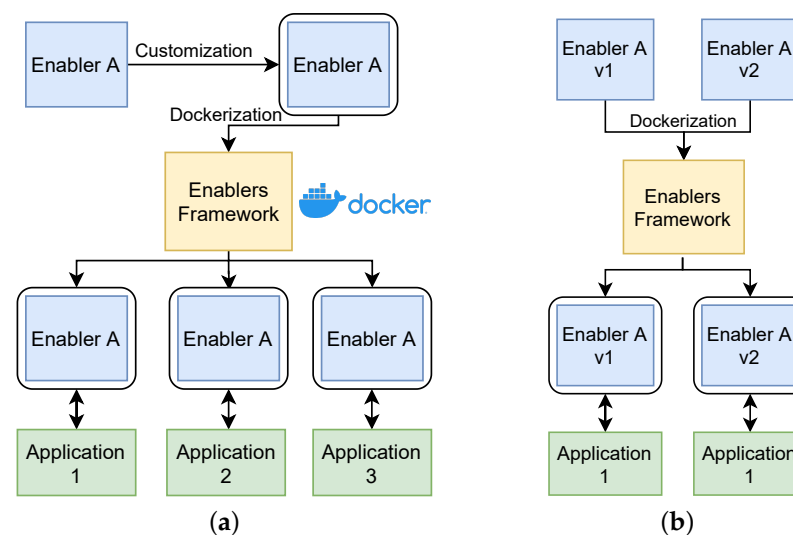 Enabler A
Customization
Enabler A
Dockerization
Enablers
Framework
docker
Enabler A
Enabler A
Enabler A
Application
1
Application
2
Application
3
(a)
Enabler A
v1
Enabler A
v2
Dockerization
Enablers
Framework
Enabler A
v1
Enabler A
v2
Application
1
Application
1
(b)